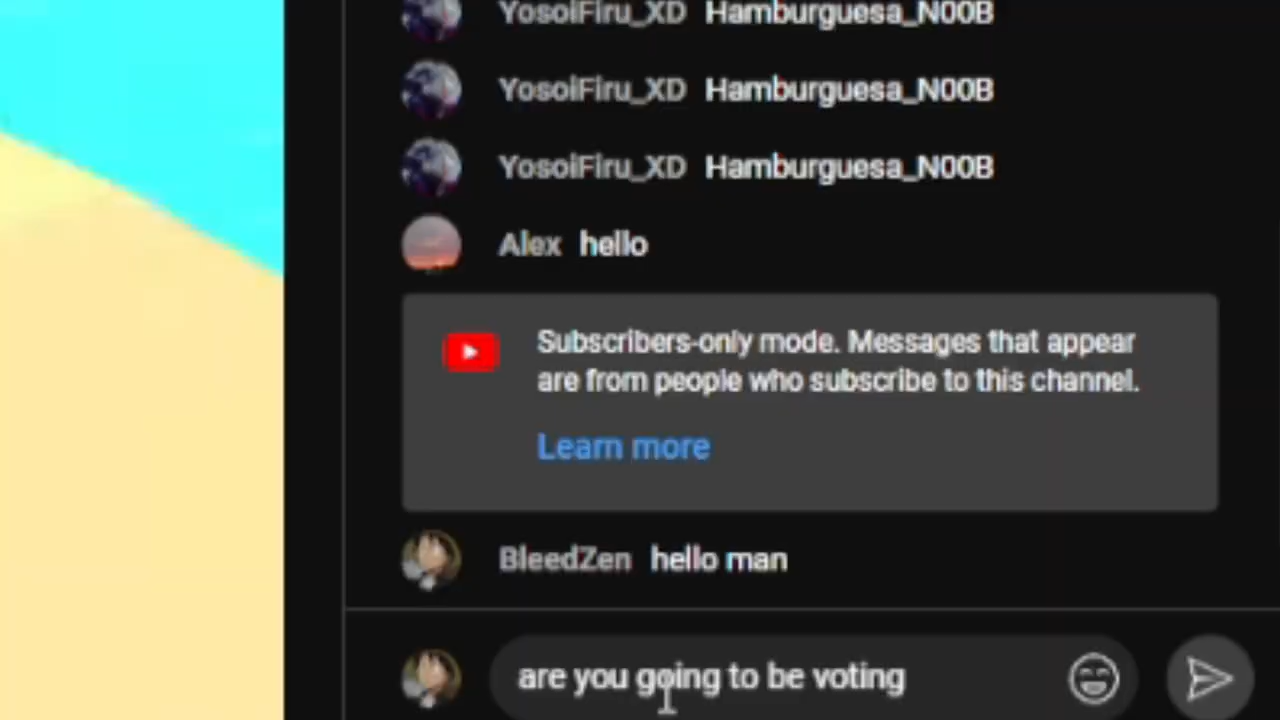 YosoiFiru_XD Hamburguesa_N00B
YosoiFiru_XD Hamburguesa_N00B
YosoiFiru_XD Hamburguesa_N00B
Alex hello
Subscribers-only mode. Messages that appear
are from people who subscribe to this channel.
Learn more
BleedZen hello man
are you going to be voting